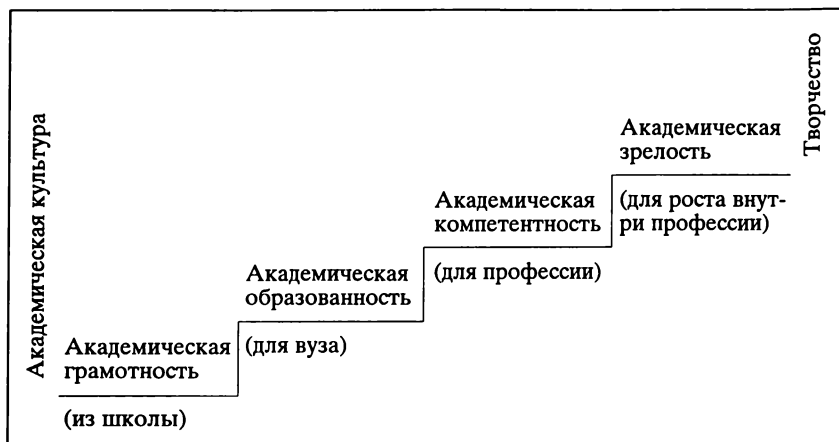 Академическая культура
Творчество
Академическая
зрелость
(для роста внут-
ри профессии)
Академическая
компетентность
(для профессии)
Академическая
образованность
(для вуза)
Академическая
грамотность
(из школы)